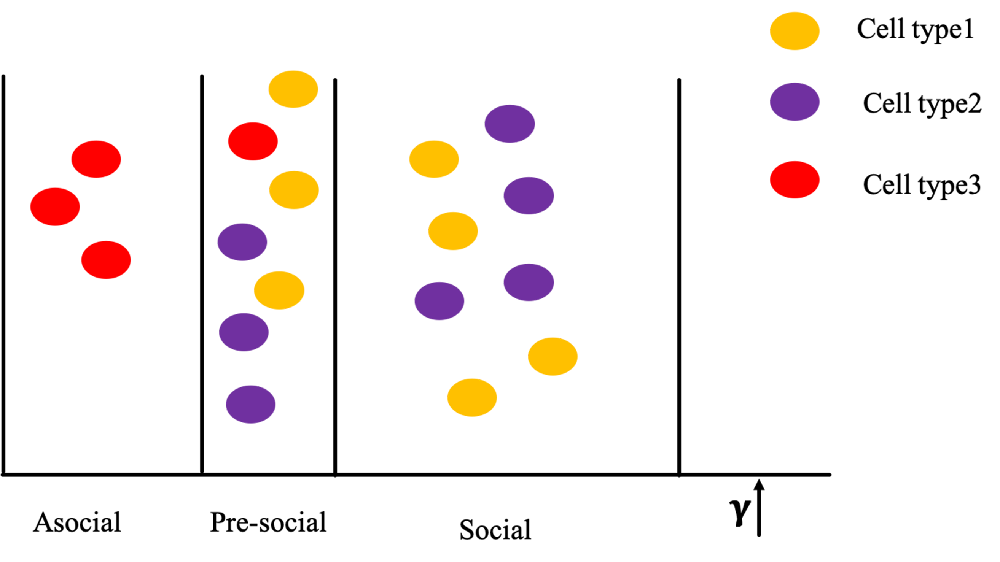 Cell type1
Cell type2
Cell type3
Asocial
Pre-social
Social
γ